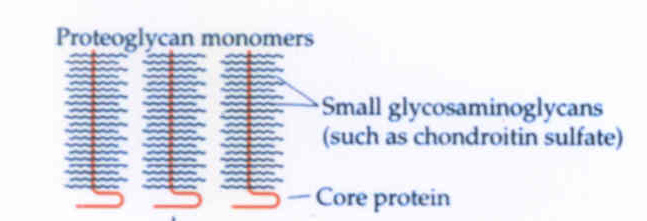 Proteoglycan monomers
Small glycosaminoglycans
(such as chondroitin sulfate)
Core protein